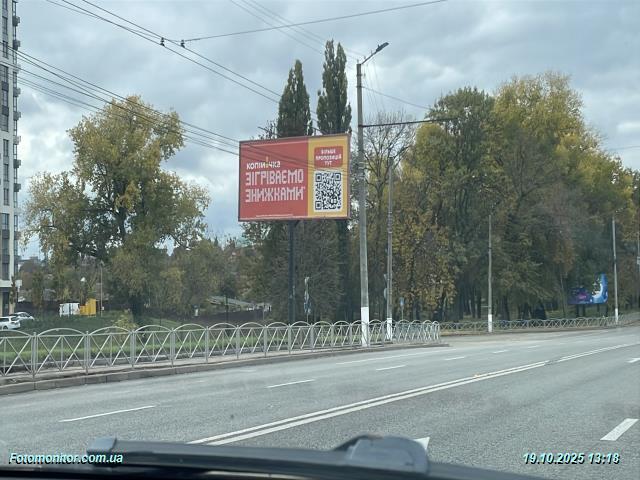 копійочка
ЗІГРІВАЄМО
ЗНИЖКАМИ*
БІЛЬШЕ
ПРОПОЗИЦІЙ
ТУТ
Fotomonitor.com.ua
19.10.2025 13:18